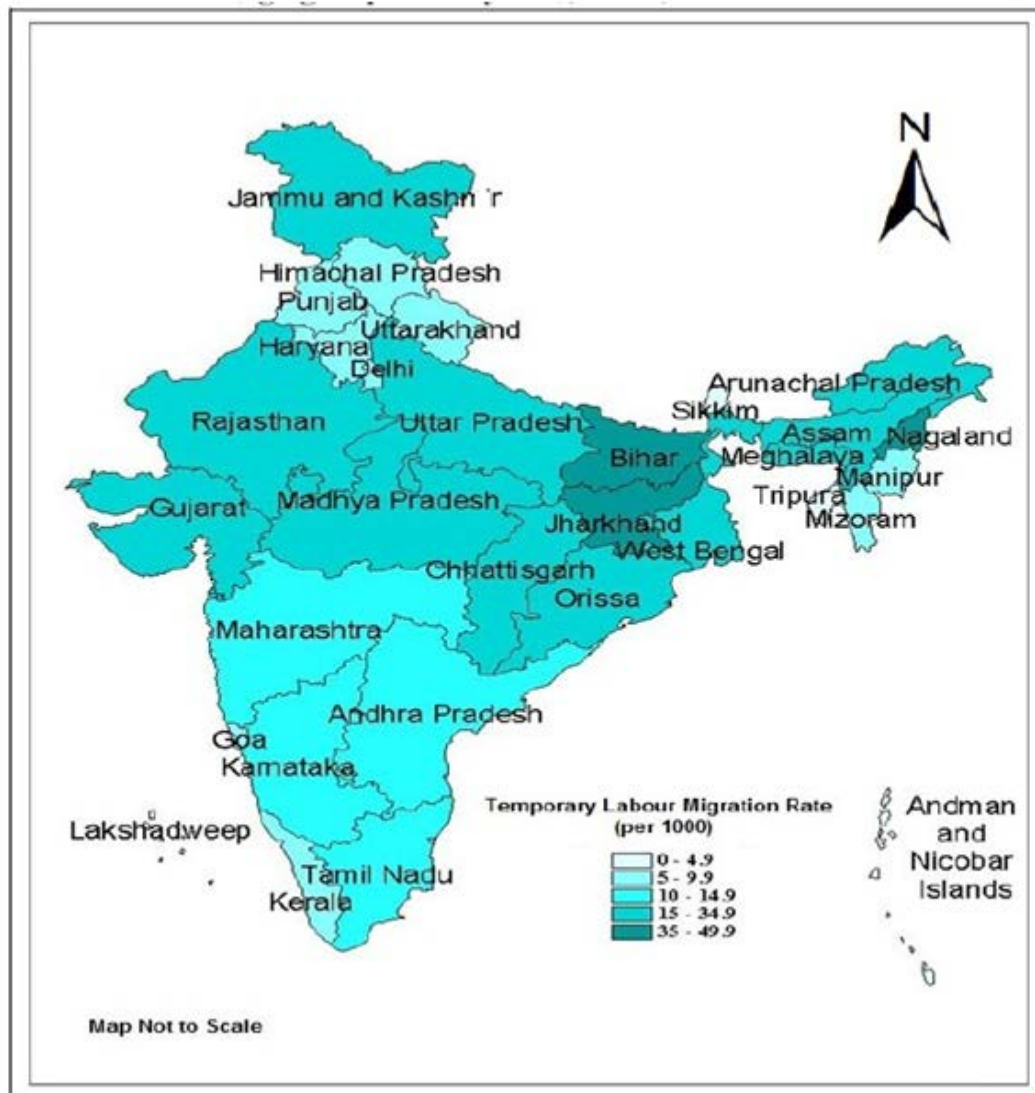 N
Jammu and Kashn 'r
Himachal Pradesh
Punjab
Uttarakhand
Haryana
Delhi
Arunachal Pradesh
Sikkim
Rajasthan
Uttar Pradesh
Assam
Nagaland
Bihar
Meghalaya
Manipur
Gujarat
Madhya Pradesh
Tripura
Mizoram
Jharkhand
West Bengal
Chhattisgarh
Orissa
Maharashtra
Andhra Pradesh
Goa
Karnataka
Lakshadweep
Tamil Nadu
Kerala
Temporary Labour Migration Rate
(per 1000)
0 - 4.9
5 - 9.9
10 - 14.9
15 - 34.9
35 - 49.9
Andman
and
Nicobar
Islands
Map Not to Scale